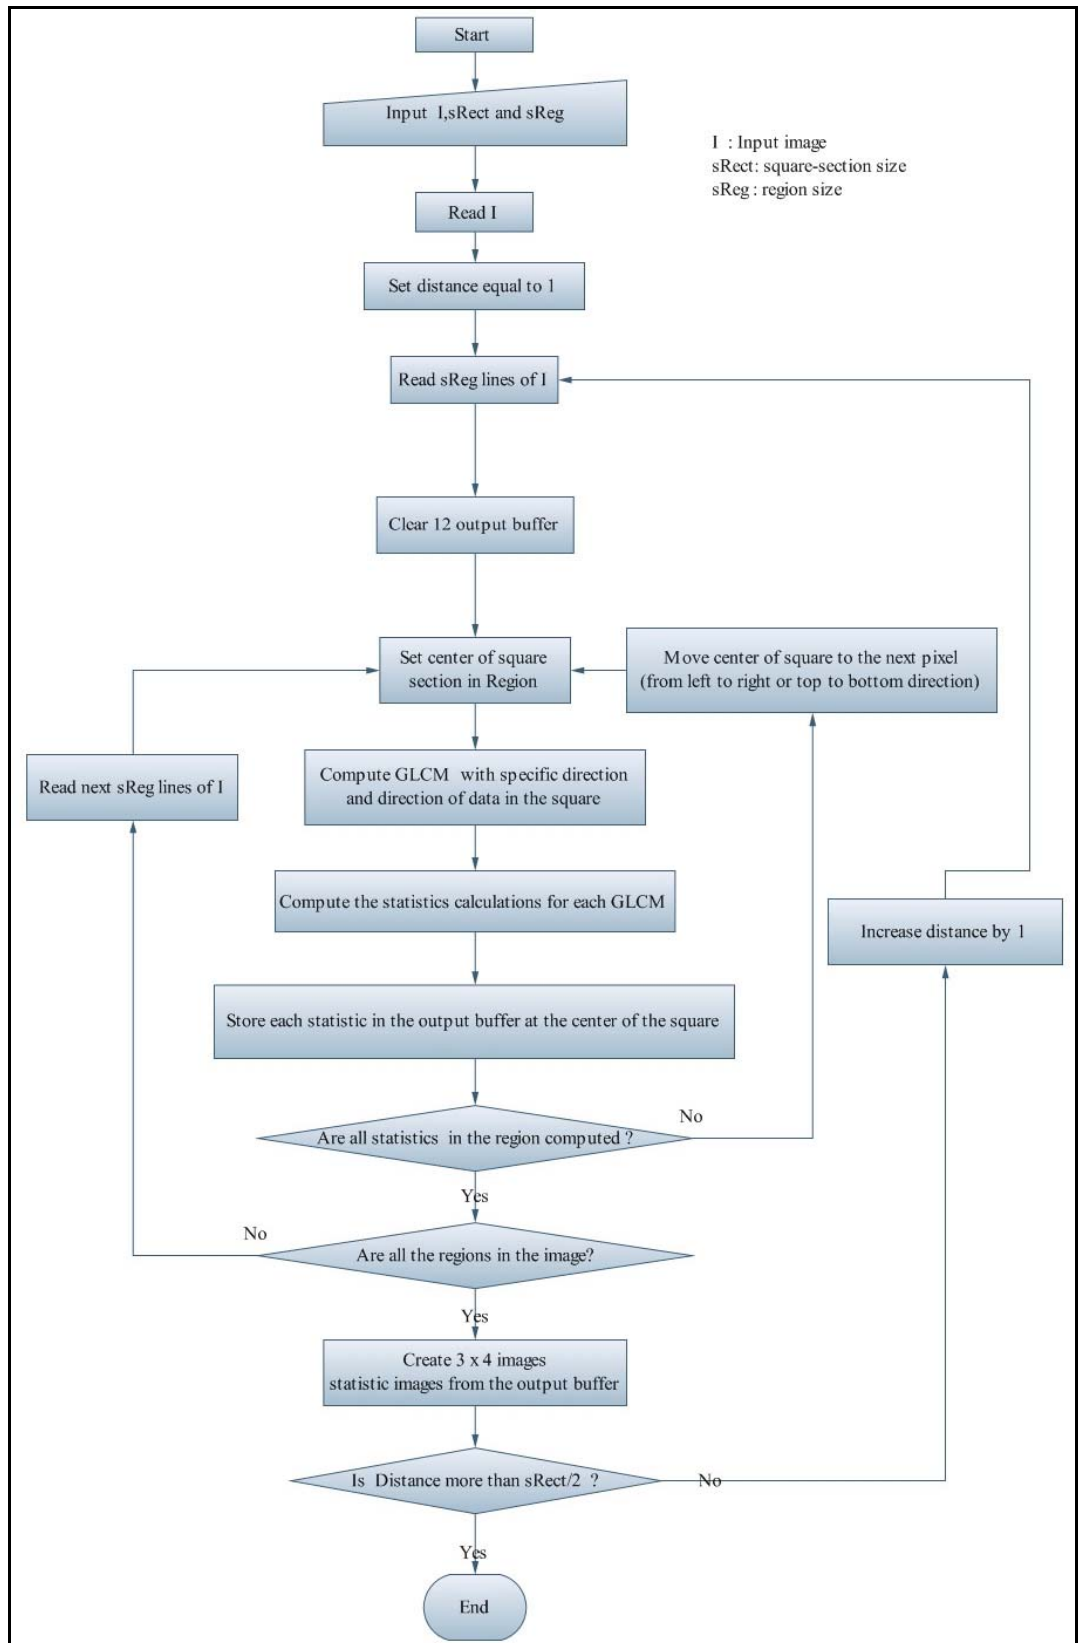 Start
Input I,sRect and sReg
I : Input image
sRect: square-section size
sReg : region size
Read I
Set distance equal to 1
Read sReg lines of I
Clear 12 output buffer
Set center of square
section in Region
Move center of square to the next pixel
(from left to right or top to bottom direction)
Read next sReg lines of I
Compute GLCM with specific direction
and direction of data in the square
Compute the statistics calculations for each GLCM
Increase distance by 1
Store each statistic in the output buffer at the center of the square
Are all statistics in the region computed ?
No
Yes
No
Are all the regions in the image?
Yes
Create 3 x 4 images
statistic images from the output buffer
Is Distance more than sRect/2 ?
No
Yes
End